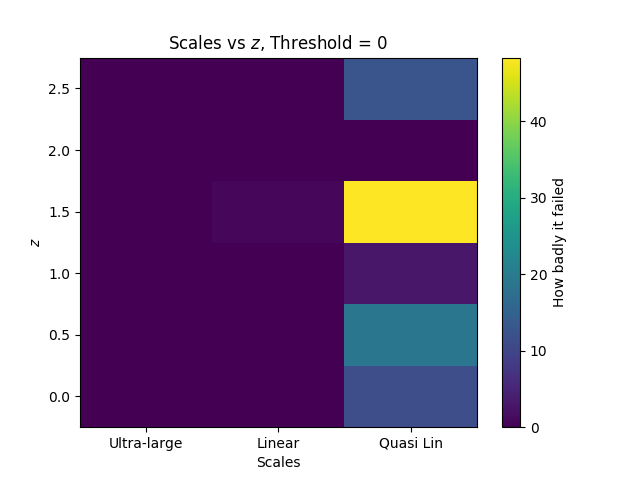 Scales vs z, Threshold = 0
2.5
2.0
1.5
1.0
0.5
0.0
z
Ultra-large
Linear
Quasi Lin
Scales
40
30
20
10
0
How badly it failed